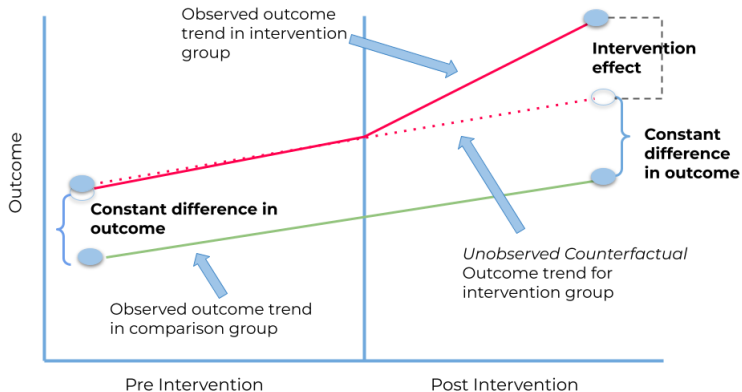 Observed outcome
trend in intervention
group
Intervention
effect
Outcome
Constant
difference
in outcome
Constant difference in
outcome
Unobserved Counterfactual
Outcome trend for
intervention group
Observed outcome trend
in comparison group
Pre Intervention
Post Intervention